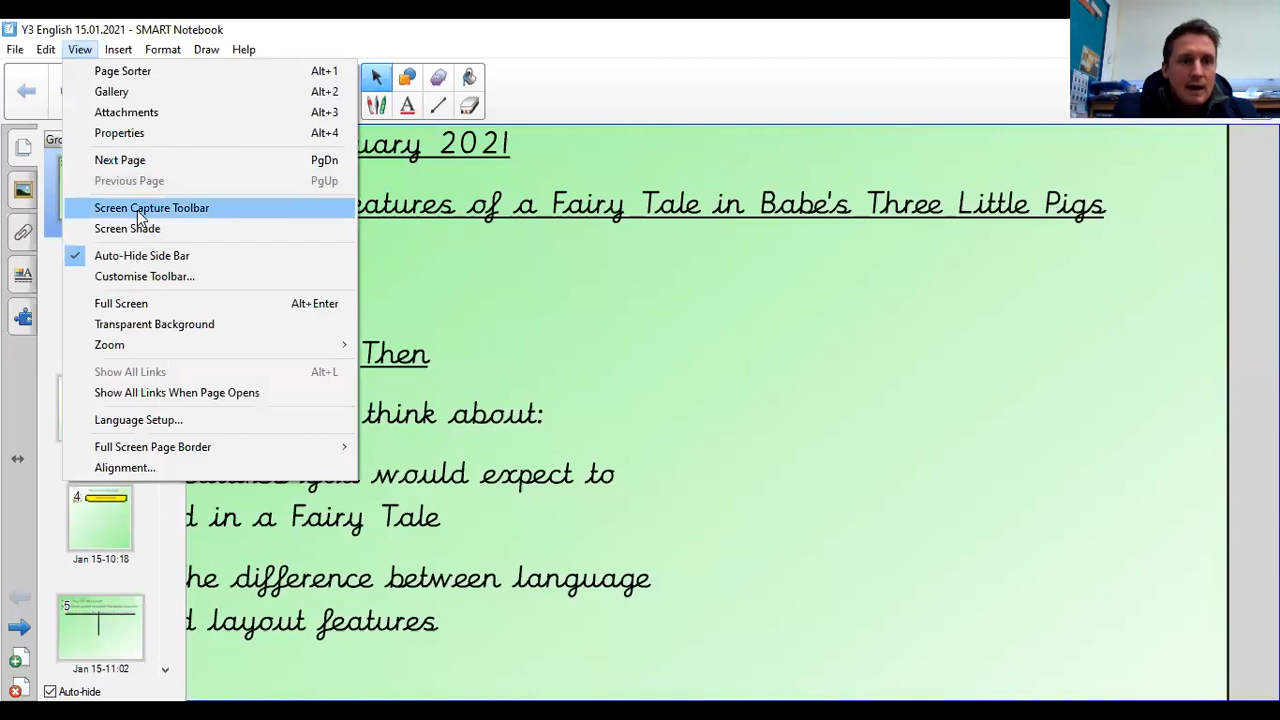 Y3 English 15.01.2021 - SMART Notebook
File Edit View Insert Format Draw Help
Page Sorter Alt+1
Gallery Alt+2
Attachments Alt+3
Properties Alt+4
Next Page PgDn
Previous Page PgUp
Screen Capture Toolbar
Screen Shade
Auto-Hide Side Bar
Customise Toolbar...
Full Screen Alt+Enter
Transparent Background
Zoom
Show All Links Alt+L
Show All Links When Page Opens
Language Setup...
Full Screen Page Border
Alignment...
Gro
uary 2021
eatures of a Fairy Tale in Babe's Three Little Pigs
Then
think about:
you would expect to
d in a Fairy Tale
he difference between language
d layout features
4
Jan 15-10:18
5
Jan 15-11:02
Auto-hide